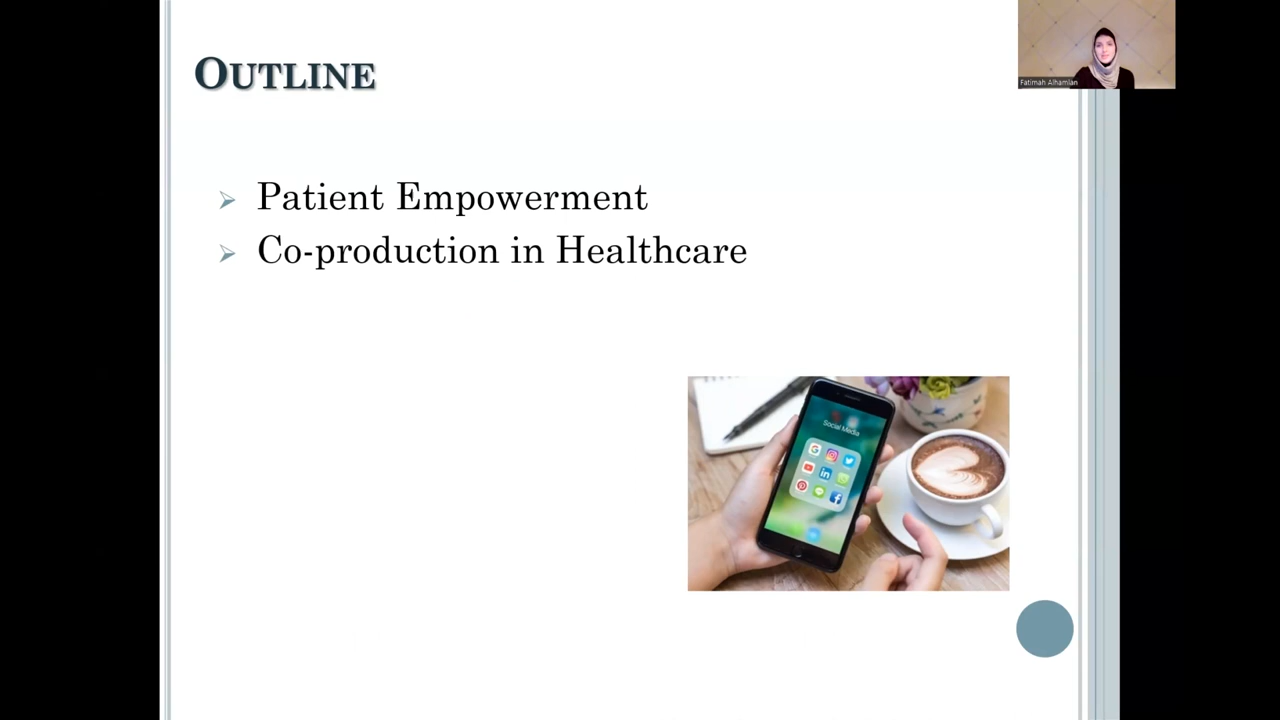 OUTLINE
Fatimah Alhamlan
Patient Empowerment
Co-production in Healthcare
Social Media